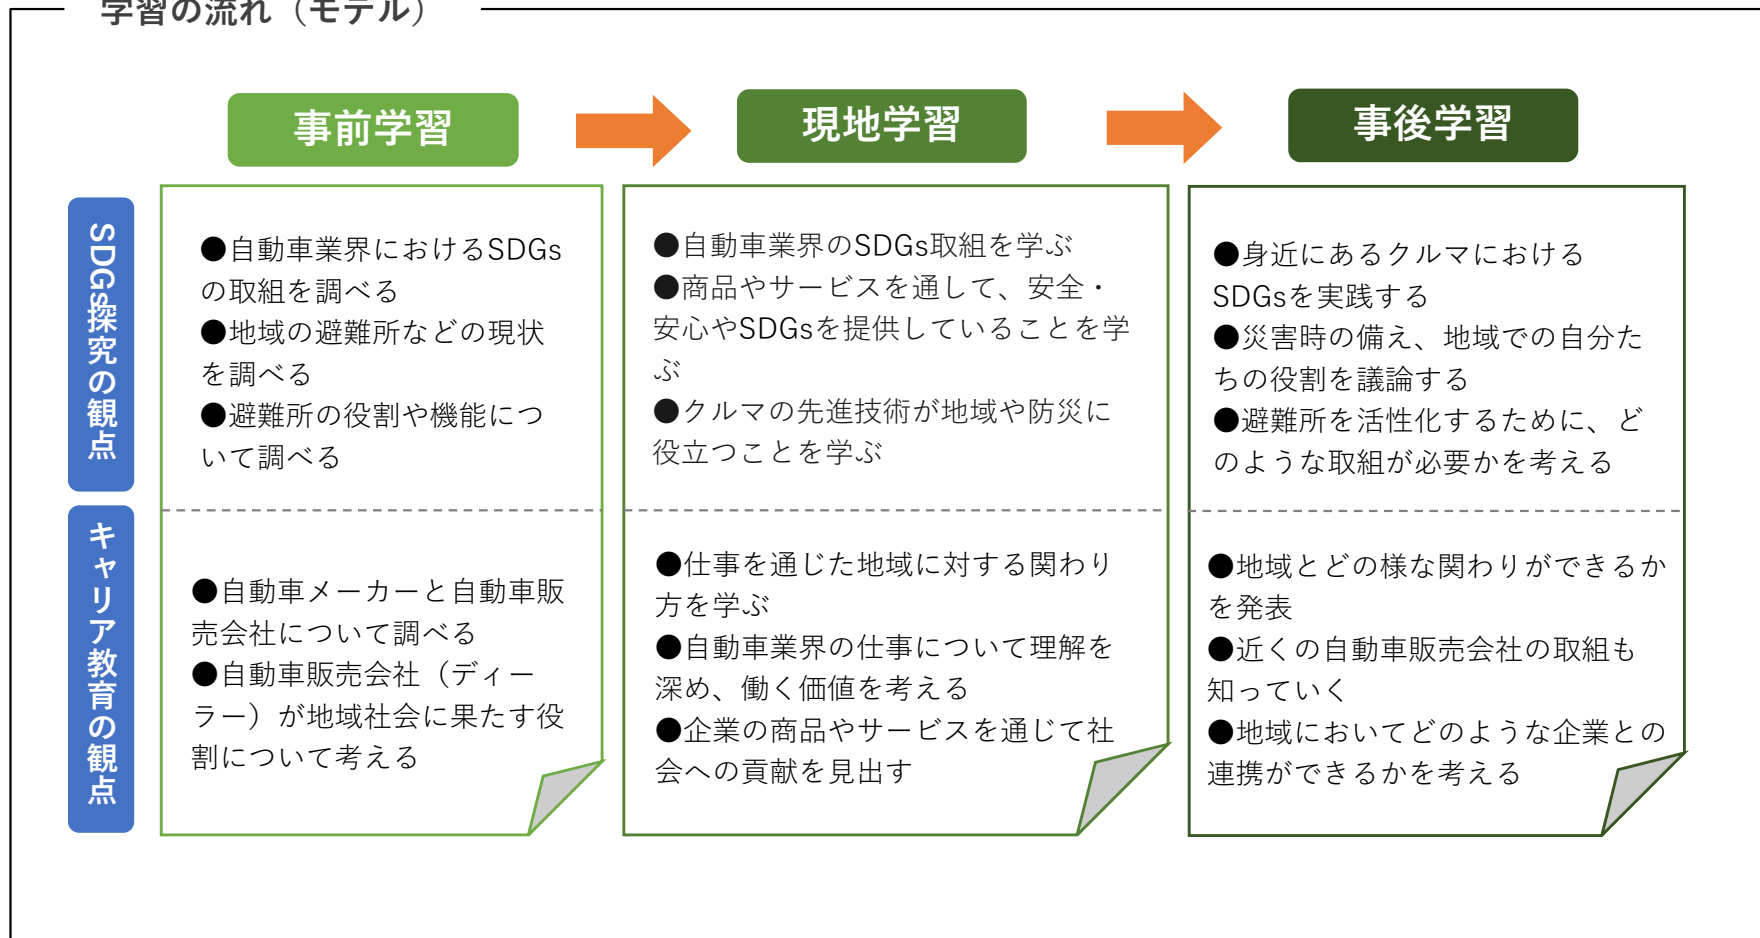 学習の流れ（モデル）
事前学習
現地学習
事後学習
SDGs探究の観点
●自動車業界におけるSDGs
の取組を調べる
●地域の避難所などの現状
を調べる
●避難所の役割や機能につ
いて調べる
●自動車業界のSDGs取組を学ぶ
●商品やサービスを通して、安全・
安心やSDGsを提供していることを学
ぶ
●クルマの先進技術が地域や防災に
役立つことを学ぶ
●身近にあるクルマにおける
SDGsを実践する
●災害時の備え、地域での自分た
ちの役割を議論する
●避難所を活性化するために、ど
のような取組が必要かを考える
キャリア教育の観点
●自動車メーカーと自動車販
売会社について調べる
●自動車販売会社（ディー
ラー）が地域社会に果たす役
割について考える
●仕事を通じた地域に対する関わり
方を学ぶ
●自動車業界の仕事について理解を
深め、働く価値を考える
●企業の商品やサービスを通じて社
会への貢献を見出す
●地域とどの様な関わりができるか
を発表
●近くの自動車販売会社の取組も
知っていく
●地域においてどのような企業との
連携ができるかを考える